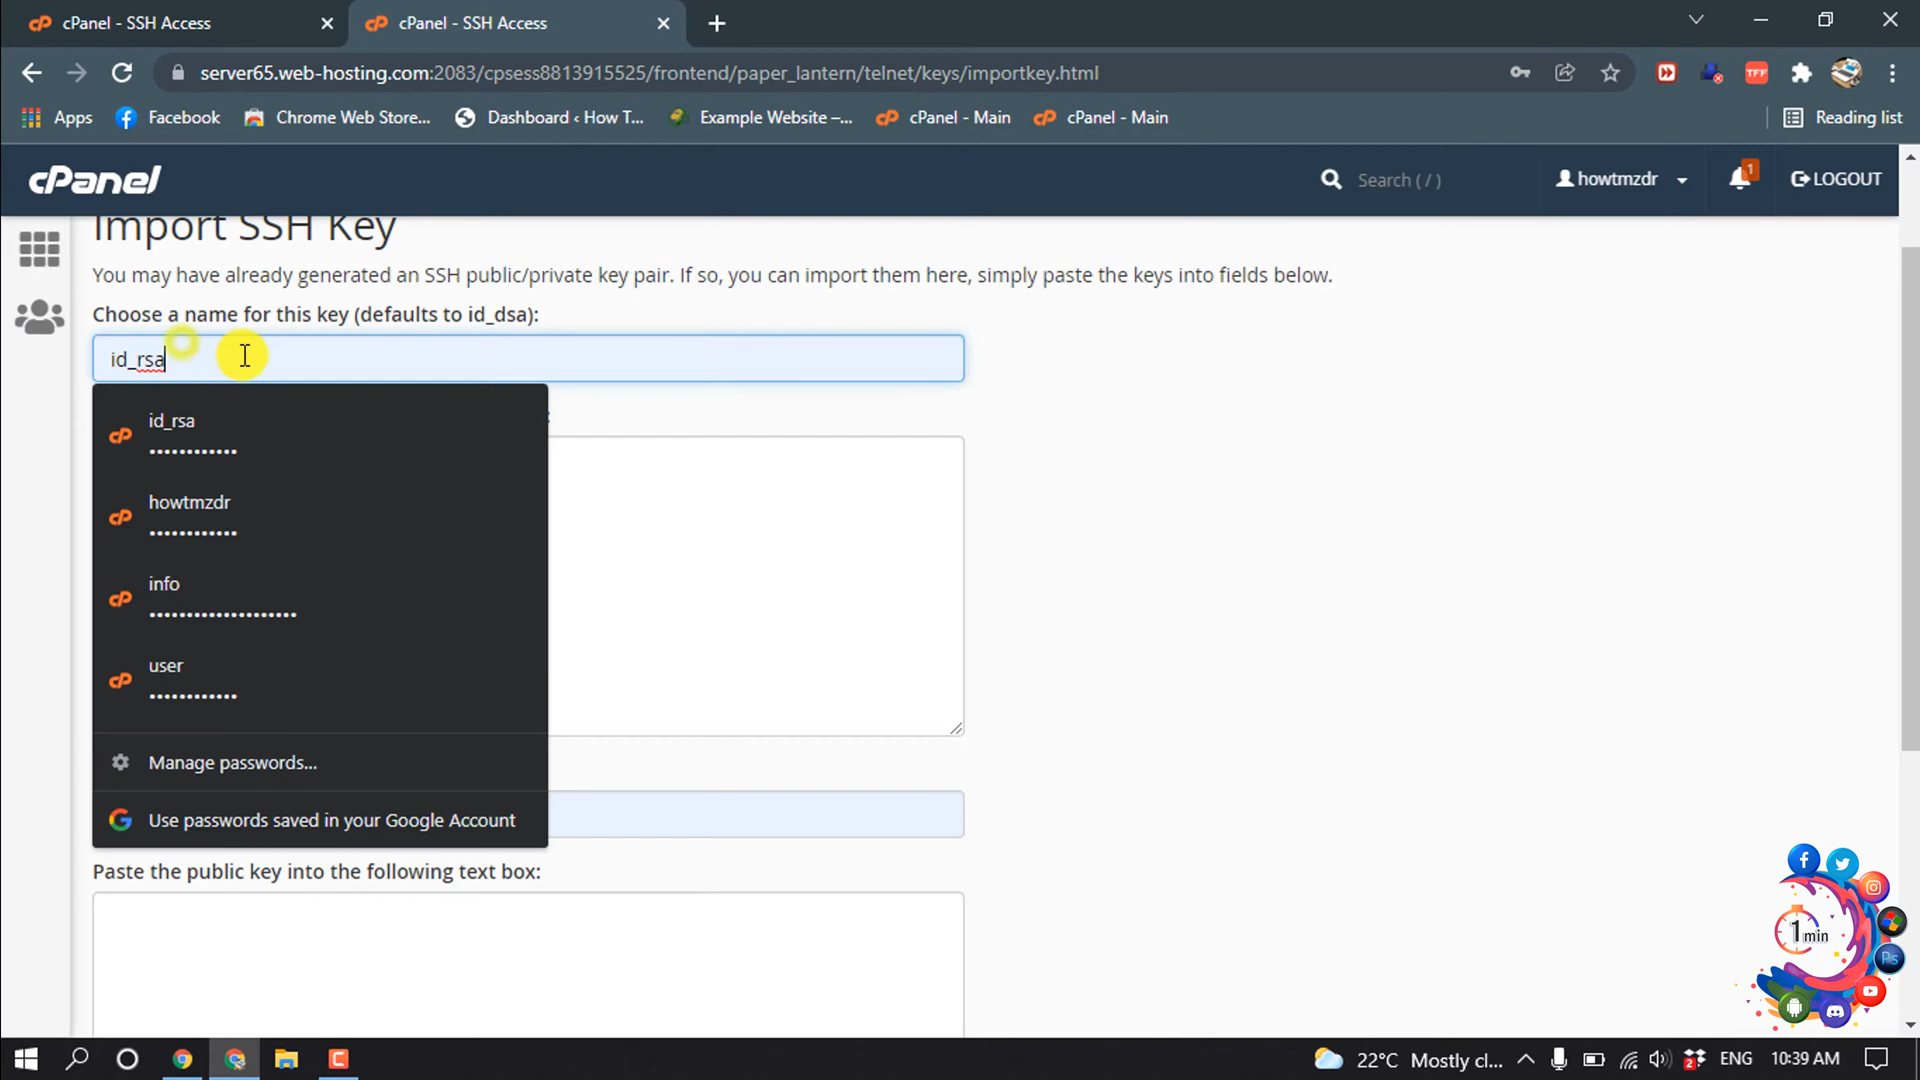 cPanel - SSH Access
cPanel - SSH Access
server65.web-hosting.com:2083/cpsess8813915525/frontend/paper_lantern/telnet/keys/importkey.html
TFF
Apps
Facebook
Chrome Web Store...
Dashboard ‹ How T...
Example Website –...
cPanel - Main
cPanel - Main
Reading list
cPanel
Search ( / )
howtmzdr
1
LOGOUT
Import SSH Key
You may have already generated an SSH public/private key pair. If so, you can import them here, simply paste the keys into fields below.
Choose a name for this key (defaults to id_dsa):
id_rsa
id_rsa
••••••••••••
howtmzdr
••••••••••••
info
••••••••••••••••••••
user
••••••••••••
Manage passwords...
Use passwords saved in your Google Account
Paste the public key into the following text box:
1 min
Ps
22°C Mostly cl...
2
ENG
10:39 AM